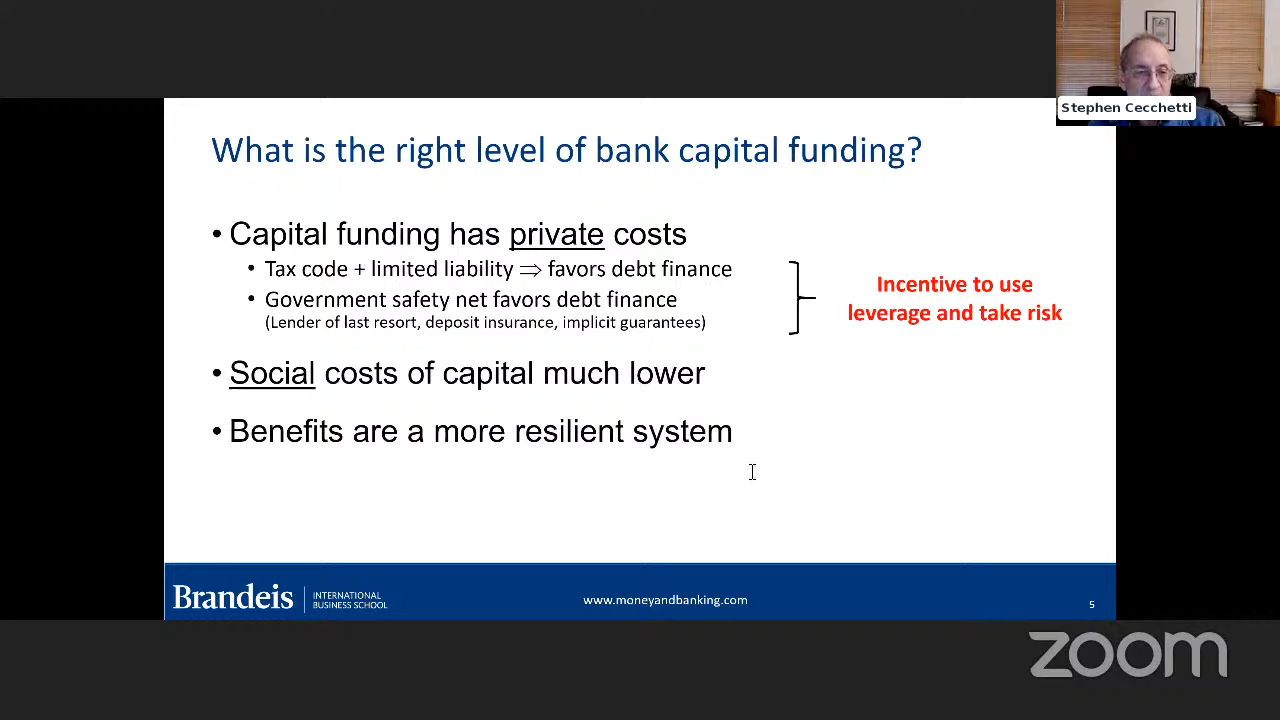 Stephen Cecchetti
What is the right level of bank capital funding?
• Capital funding has private costs
• Tax code + limited liability ⇒ favors debt finance
• Government safety net favors debt finance
(Lender of last resort, deposit insurance, implicit guarantees)
Incentive to use
leverage and take risk
• Social costs of capital much lower
• Benefits are a more resilient system
Brandeis
INTERNATIONAL
BUSINESS SCHOOL
www.moneyandbanking.com
5
zoom